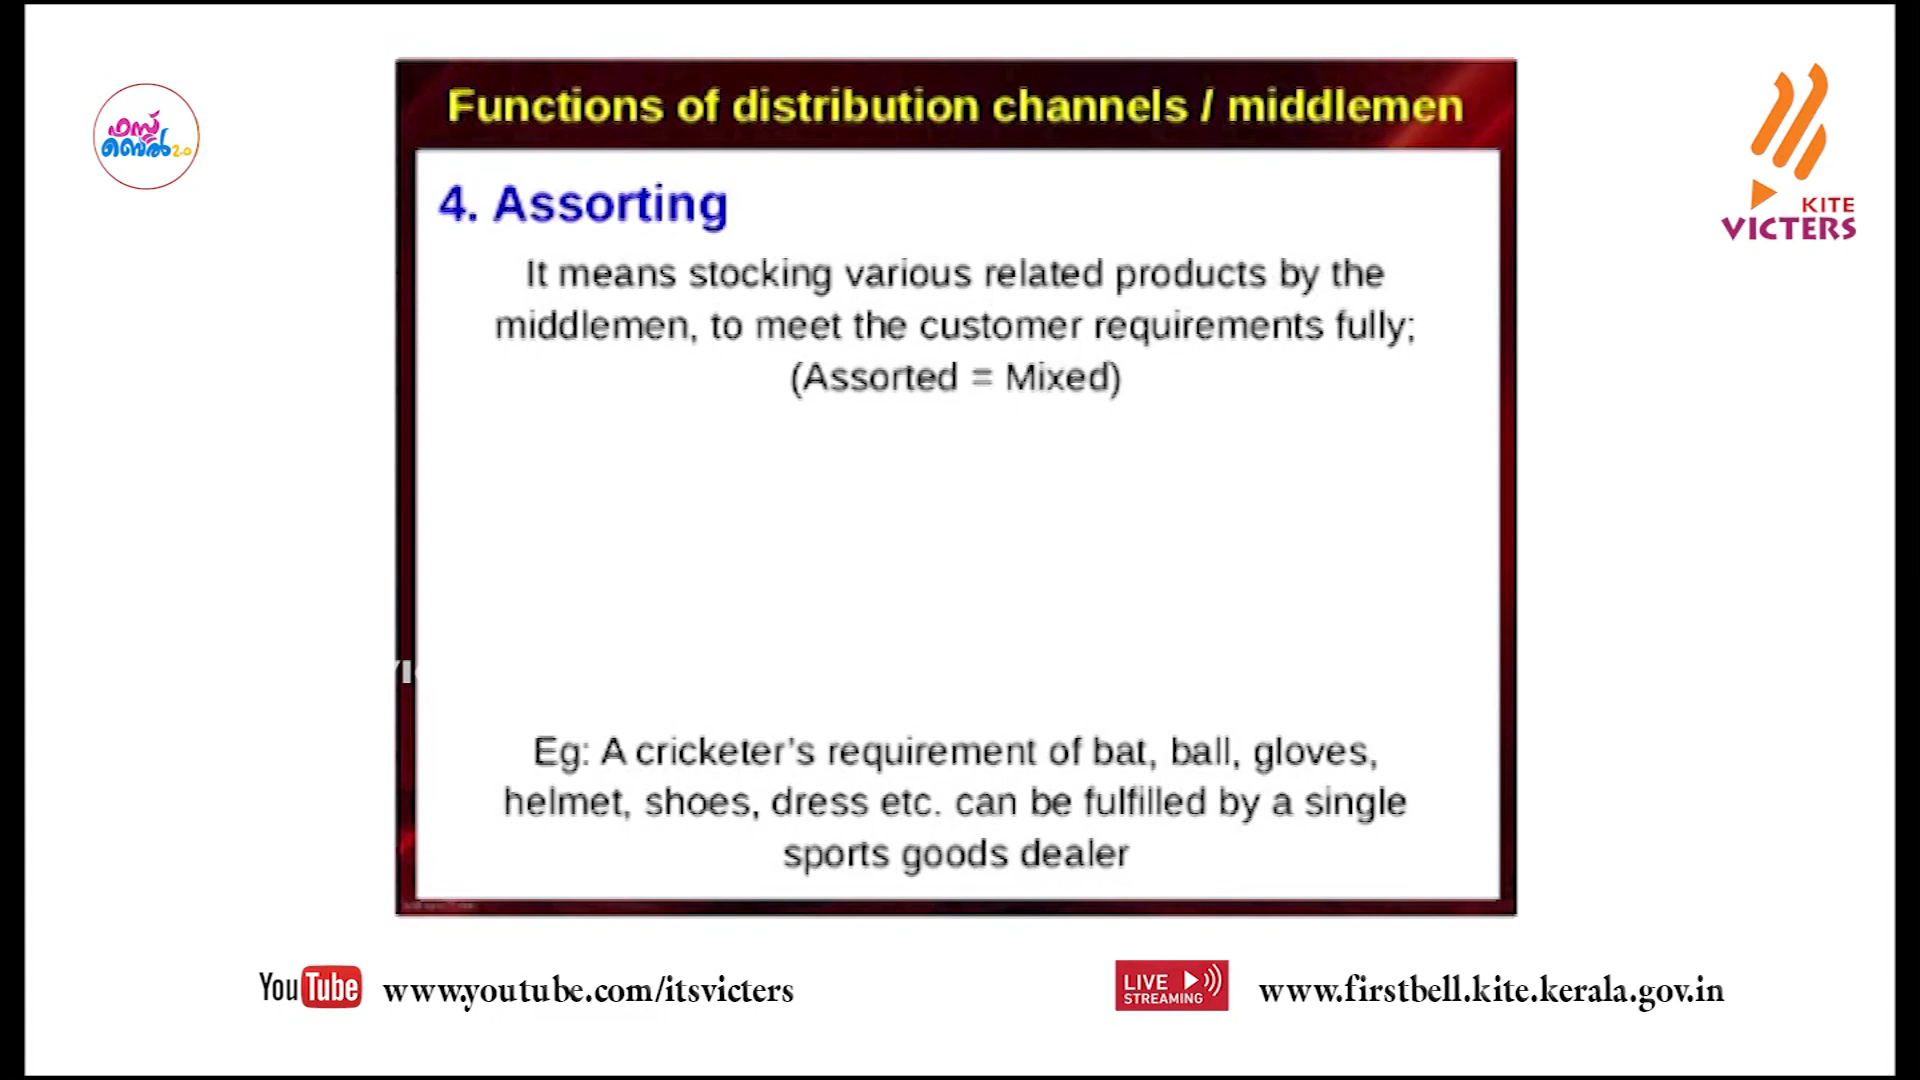 Functions of distribution channels / middlemen
ഫസ്റ്റ്
ബെൽ 2.0
KITE
VICTERS
4. Assorting
It means stocking various related products by the
middlemen, to meet the customer requirements fully;
(Assorted = Mixed)
Eg: A cricketer’s requirement of bat, ball, gloves,
helmet, shoes, dress etc. can be fulfilled by a single
sports goods dealer
YouTube www.youtube.com/itsvicters
LIVE
STREAMING
www.firstbell.kite.kerala.gov.in